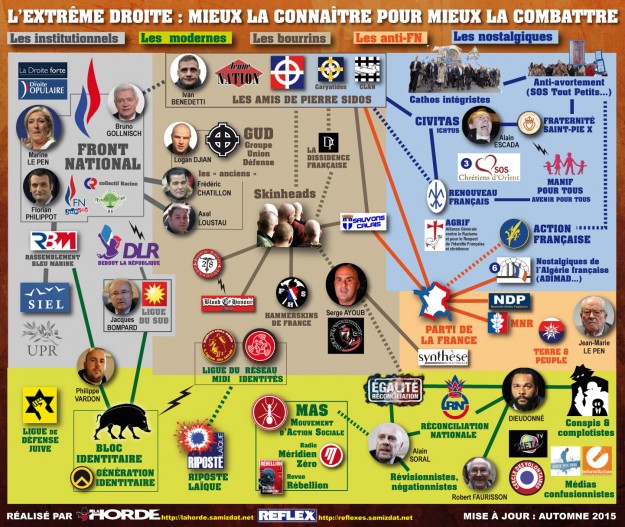 L'EXTRÊME DROITE : MIEUX LA CONNAÎTRE POUR MIEUX LA COMBATTRE
Les institutionnels
Les modernes
Les bourrins
Les anti-FN
Les nostalgiques
La Droite forte
Droite
POPULAIRE
Bruno
GOLLNISCH
Marine
LE PEN
FRONT
NATIONAL
Florian
PHILIPPOT
FN
collectif Racine
RBM
RASSEMBLEMENT
BLEU MARINE
DLR
DEBOUT LA RÉPUBLIQUE
SIEL
UPR
Jacques
BOMPARD
LIGUE
DU SUD
Ivan
BENEDETTI
Jeune
NATION
Caryatides
CLAN
LES AMIS DE PIERRE SIDOS
Logan DJIAN
GUD
Groupe
Union
Défense
les « anciens »
Frédéric
CHATILLON
Axel
LOUSTAU
LA
DISSIDENCE
FRANÇAISE
Skinheads
SAUVONS
CALAIS
Blood & Honour
HAMMERSKINS
DE FRANCE
Serge AYOUB
Cathos intégristes
Anti-avortement
(SOS Tout Petits...)
CIVITAS
ICHTUS
Alain
ESCADA
FRATERNITÉ
SAINT-PIE X
3
SOS
Chrétiens d'Orient
RENOUVEAU
FRANÇAIS
MANIF
POUR TOUS
AVENIR POUR TOUS
AGRIF
Alliance Générale
contre le Racisme
et pour le Respect
de l'Identité Française
et chrétienne
ACTION
FRANÇAISE
6
Nostalgiques de
l'Algérie française
(ADIMAD...)
PARTI DE
LA FRANCE
NDP
MNR
synthèse
TERRE &
PEUPLE
Jean-Marie
LE PEN
Philippe
VARDON
LIGUE DE
DÉFENSE
JUIVE
BLOC
IDENTITAIRE
GÉNÉRATION
IDENTITAIRE
LIGUE DU
MIDI
RÉSEAU
IDENTITÉS
RIPOSTE
LAÏQUE
RIPOSTE
LAÏQUE
MAS
MOUVEMENT
D'ACTION SOCIALE
Radio
Méridien
Zéro
Revue
Rébellion
RÉBELLION
ÉGALITÉ
RÉCONCILIATION
RÉCONCILIATION
NATIONALE
Alain
SORAL
DIEUDONNÉ
Conspis &
complotistes
Révisionnistes,
négationnistes
Robert FAURISSON
Médias
confusionnistes
RÉALISÉ PAR
LA HORDE
http://lahorde.samizdat.net
REFLEX
http://reflexes.samizdat.net
MISE À JOUR : AUTOMNE 2015